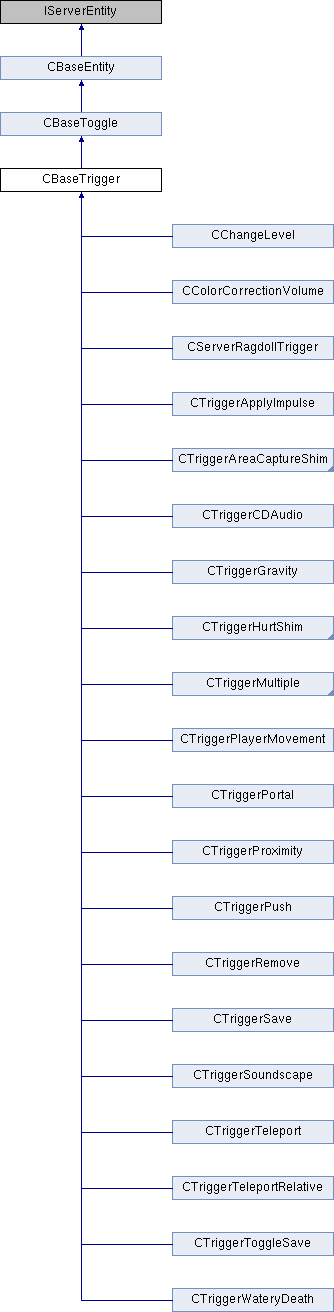 IServerEntity
CBaseEntity
CBaseToggle
CBaseTrigger
CChangeLevel
CColorCorrectionVolume
CServerRagdollTrigger
CTriggerApplyImpulse
CTriggerAreaCaptureShim
CTriggerCDAudio
CTriggerGravity
CTriggerHurtShim
CTriggerMultiple
CTriggerPlayerMovement
CTriggerPortal
CTriggerProximity
CTriggerPush
CTriggerRemove
CTriggerSave
CTriggerSoundscape
CTriggerTeleport
CTriggerTeleportRelative
CTriggerToggleSave
CTriggerWateryDeath